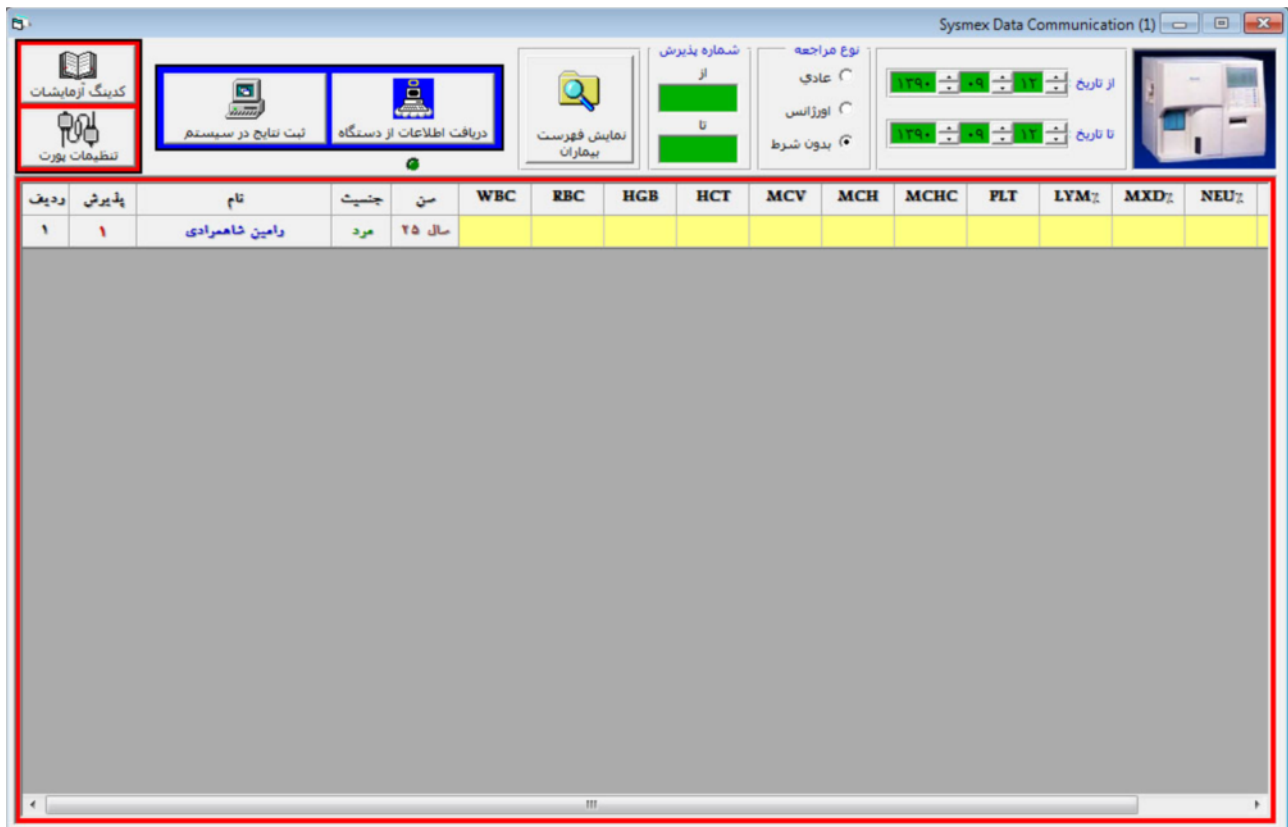 Sysmex Data Communication (1)
از تاریخ ۱۲ ۰۹ ۱۳۹۰
تا تاریخ ۱۲ ۰۹ ۱۳۹۰
نوع مراجعه
عادي
اورژانس
بدون شرط
شماره پذیرش
از
تا
نمایش فهرست
بیماران
دریافت اطلاعات از دستگاه
ثبت نتایج در سیستم
کدینگ آزمایشات
تنظیمات پورت
ردیف پذیرش نام جنسیت سن WBC RBC HGB HCT MCV MCH MCHC PLT LYM% MXD% NEU%
۱ ۱ رامین شاهمرادی مرد ۲۵ سال